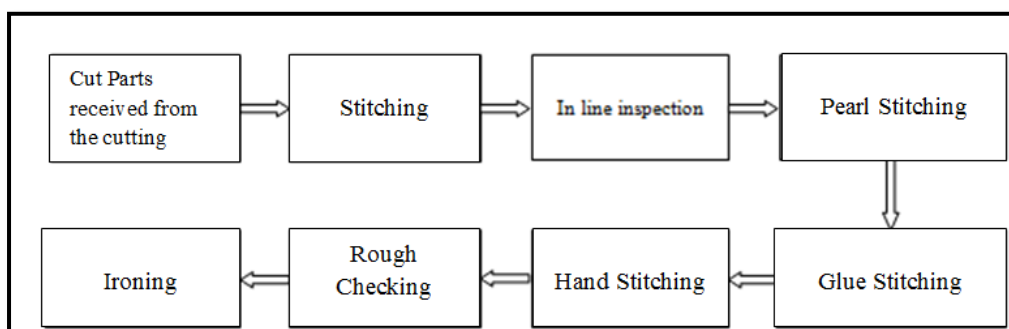 Cut Parts
received from
the cutting
Stitching
In line inspection
Pearl Stitching
Ironing
Rough
Checking
Hand Stitching
Glue Stitching